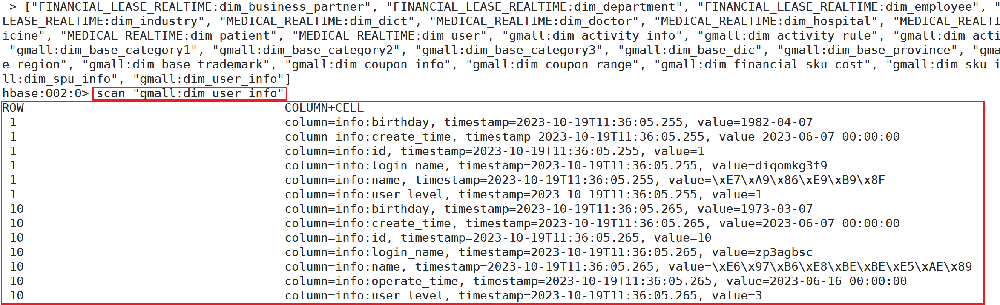 => ["FINANCIAL_LEASE_REALTIME:dim_business_partner", "FINANCIAL_LEASE_REALTIME:dim_department", "FINANCIAL_LEASE_REALTIME:dim_employee", "
LEASE_REALTIME:dim_industry", "MEDICAL_REALTIME:dim_dict", "MEDICAL_REALTIME:dim_doctor", "MEDICAL_REALTIME:dim_hospital", "MEDICAL_REALTI
icine", "MEDICAL_REALTIME:dim_patient", "MEDICAL_REALTIME:dim_user", "gmall:dim_activity_info", "gmall:dim_activity_rule", "gmall:dim_acti
"gmall:dim_base_category1", "gmall:dim_base_category2", "gmall:dim_base_category3", "gmall:dim_base_dic", "gmall:dim_base_province", "gma
e_region", "gmall:dim_base_trademark", "gmall:dim_coupon_info", "gmall:dim_coupon_range", "gmall:dim_financial_sku_cost", "gmall:dim_sku_i
ll:dim_spu_info", "gmall:dim_user_info"]
hbase:002:0> scan "gmall:dim_user_info"
ROW COLUMN+CELL
1 column=info:birthday, timestamp=2023-10-19T11:36:05.255, value=1982-04-07
1 column=info:create_time, timestamp=2023-10-19T11:36:05.255, value=2023-06-07 00:00:00
1 column=info:id, timestamp=2023-10-19T11:36:05.255, value=1
1 column=info:login_name, timestamp=2023-10-19T11:36:05.255, value=diqomkg3f9
1 column=info:name, timestamp=2023-10-19T11:36:05.255, value=\xE7\xA9\x86\xE9\xB9\x8F
1 column=info:user_level, timestamp=2023-10-19T11:36:05.255, value=1
10 column=info:birthday, timestamp=2023-10-19T11:36:05.265, value=1973-03-07
10 column=info:create_time, timestamp=2023-10-19T11:36:05.265, value=2023-06-07 00:00:00
10 column=info:id, timestamp=2023-10-19T11:36:05.265, value=10
10 column=info:login_name, timestamp=2023-10-19T11:36:05.265, value=zp3agbsc
10 column=info:name, timestamp=2023-10-19T11:36:05.265, value=\xE6\x97\xB6\xE8\xBE\xBE\xE5\xAE\x89
10 column=info:operate_time, timestamp=2023-10-19T11:36:05.265, value=2023-06-16 00:00:00
10 column=info:user_level, timestamp=2023-10-19T11:36:05.265, value=3